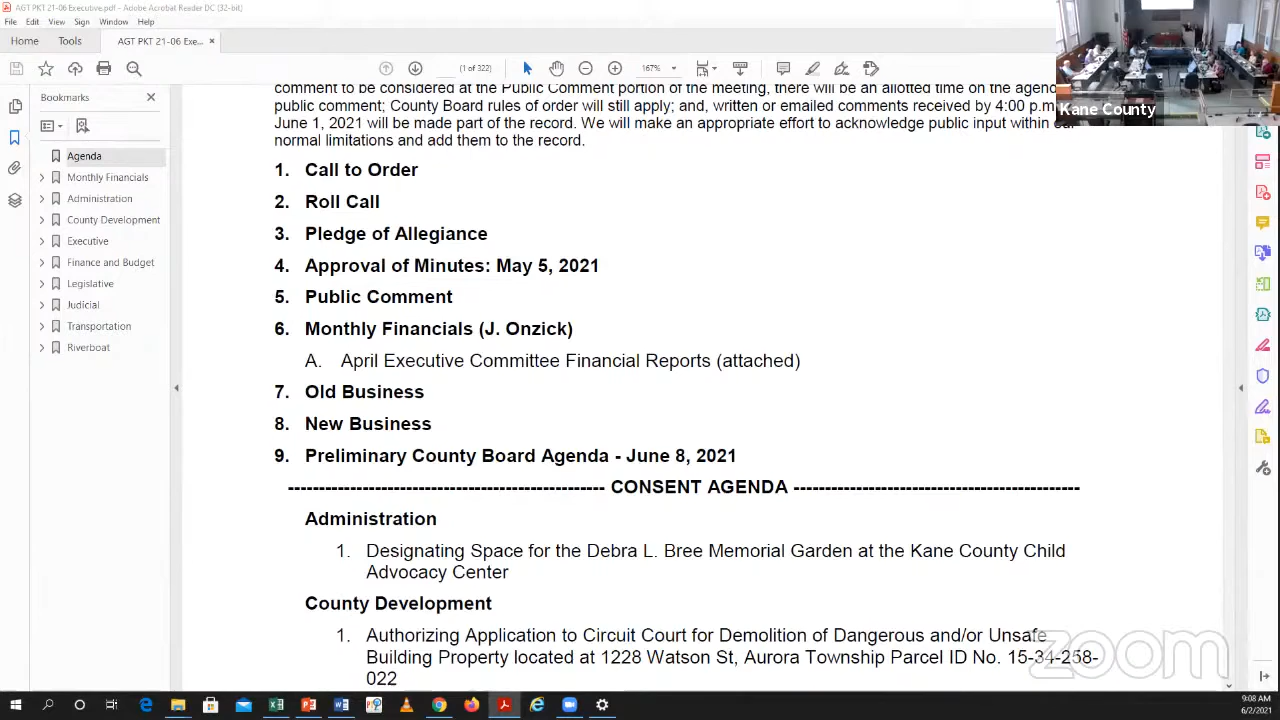 AGT PKT 21-06 Executive.pdf - Adobe Acrobat Reader DC (32-bit)
File Edit View Sign Window Help
Home Tools AGT PKT 21-06 Exe... ×
(1 of 322) 167%
Bookmarks
Agenda
Monthly Financials
Administration
County Development
Executive
Finance and Budget
Legislative
Judicial
Transportation
Riverboat
comment to be considered at the Public Comment portion of the meeting, there will be an allotted time on the agend
public comment; County Board rules of order will still apply; and, written or emailed comments received by 4:00 p.m
June 1, 2021 will be made part of the record. We will make an appropriate effort to acknowledge public input within
normal limitations and add them to the record.
1. Call to Order
2. Roll Call
3. Pledge of Allegiance
4. Approval of Minutes: May 5, 2021
5. Public Comment
6. Monthly Financials (J. Onzick)
A. April Executive Committee Financial Reports (attached)
7. Old Business
8. New Business
9. Preliminary County Board Agenda - June 8, 2021
---------------------------------------------------- CONSENT AGENDA -----------------------------------------------
Administration
1. Designating Space for the Debra L. Bree Memorial Garden at the Kane County Child
Advocacy Center
County Development
1. Authorizing Application to Circuit Court for Demolition of Dangerous and/or Unsafe
Building Property located at 1228 Watson St, Aurora Township Parcel ID No. 15-34-258-
022
Kane County
zoom
9:08 AM
6/2/2021